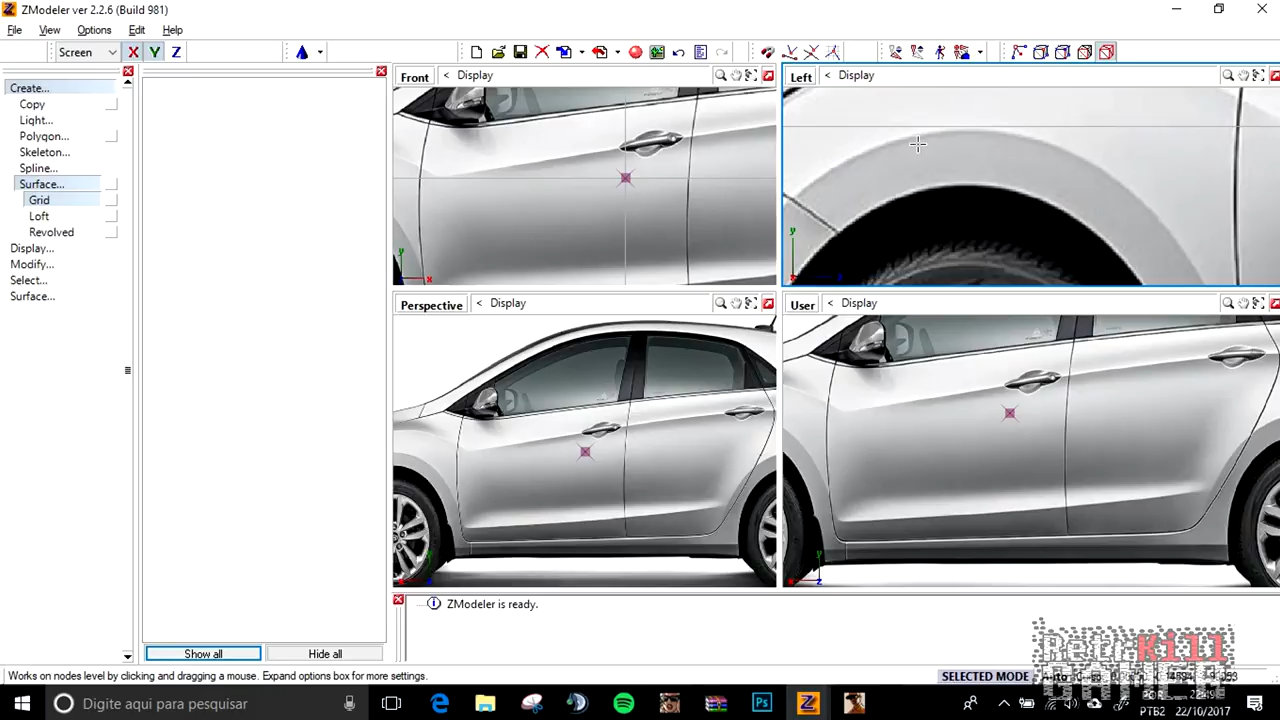 ZModeler ver 2.2.6 (Build 981)
File View Options Edit Help
Screen X Y Z
Create...
Copy
Light...
Polygon...
Skeleton...
Spline...
Surface...
Grid
Loft
Revolved
Display...
Modify...
Select...
Surface...
Show all Hide all
Front < Display
y
x
Left < Display
y
Perspective < Display
User < Display
y
ZModeler is ready.
Works on nodes level by clicking and dragging a mouse. Expand options box for more settings.
SELECTED MODE
RetroKill
GAMER
Digite aqui para pesquisar
PTB2 22/10/2017